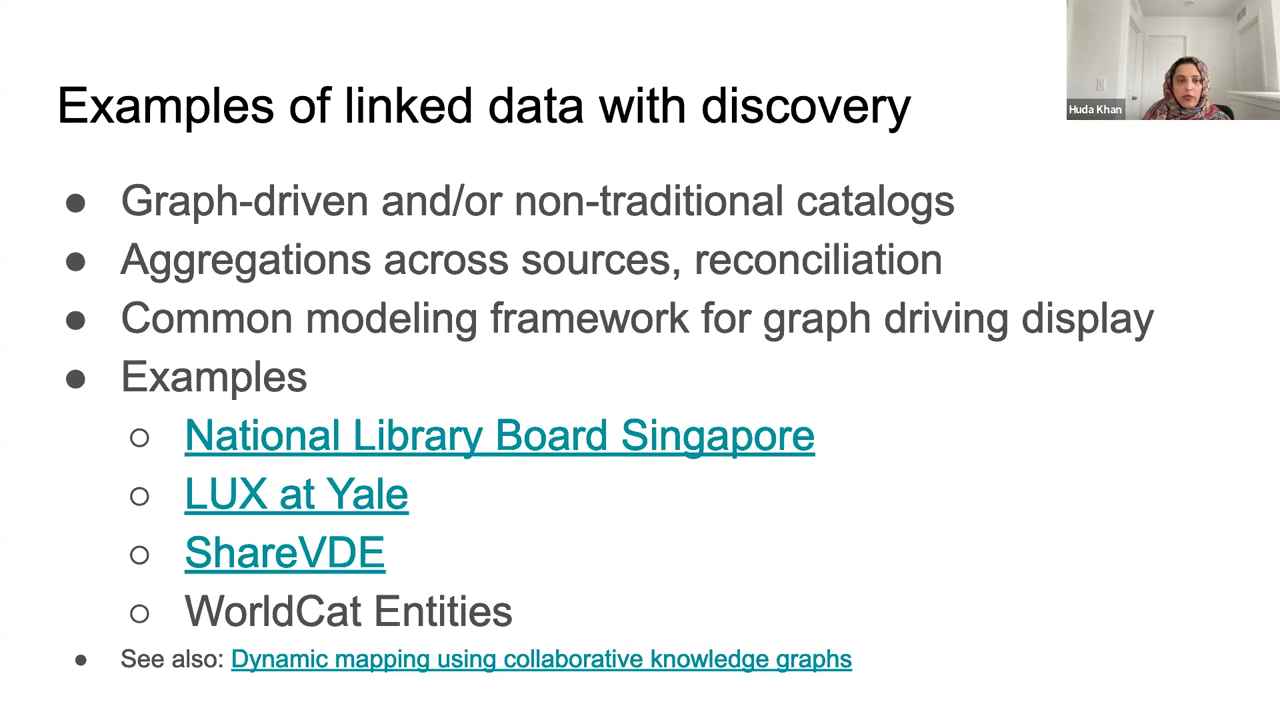 Examples of linked data with discovery
Huda Khan
● Graph-driven and/or non-traditional catalogs
● Aggregations across sources, reconciliation
● Common modeling framework for graph driving display
● Examples
○ National Library Board Singapore
○ LUX at Yale
○ ShareVDE
○ WorldCat Entities
● See also: Dynamic mapping using collaborative knowledge graphs